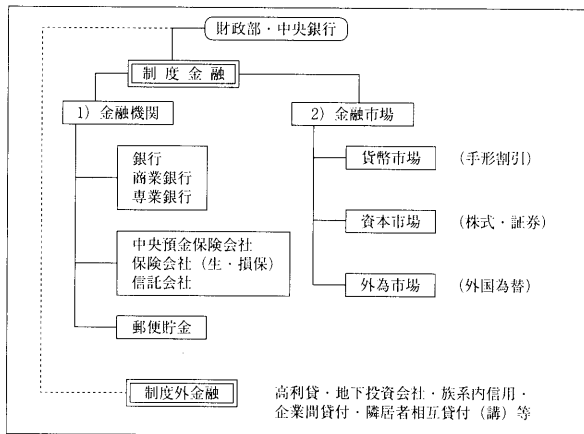 財政部・中央銀行
制度金融
1) 金融機関
2) 金融市場
銀行
商業銀行
専業銀行
中央預金保険会社
保険会社（生・損保）
信託会社
郵便貯金
貨幣市場 (手形割引)
資本市場 (株式・証券)
外為市場 (外国為替)
制度外金融
高利貸・地下投資会社・族系内信用・
企業間貸付・隣居者相互貸付（講）等